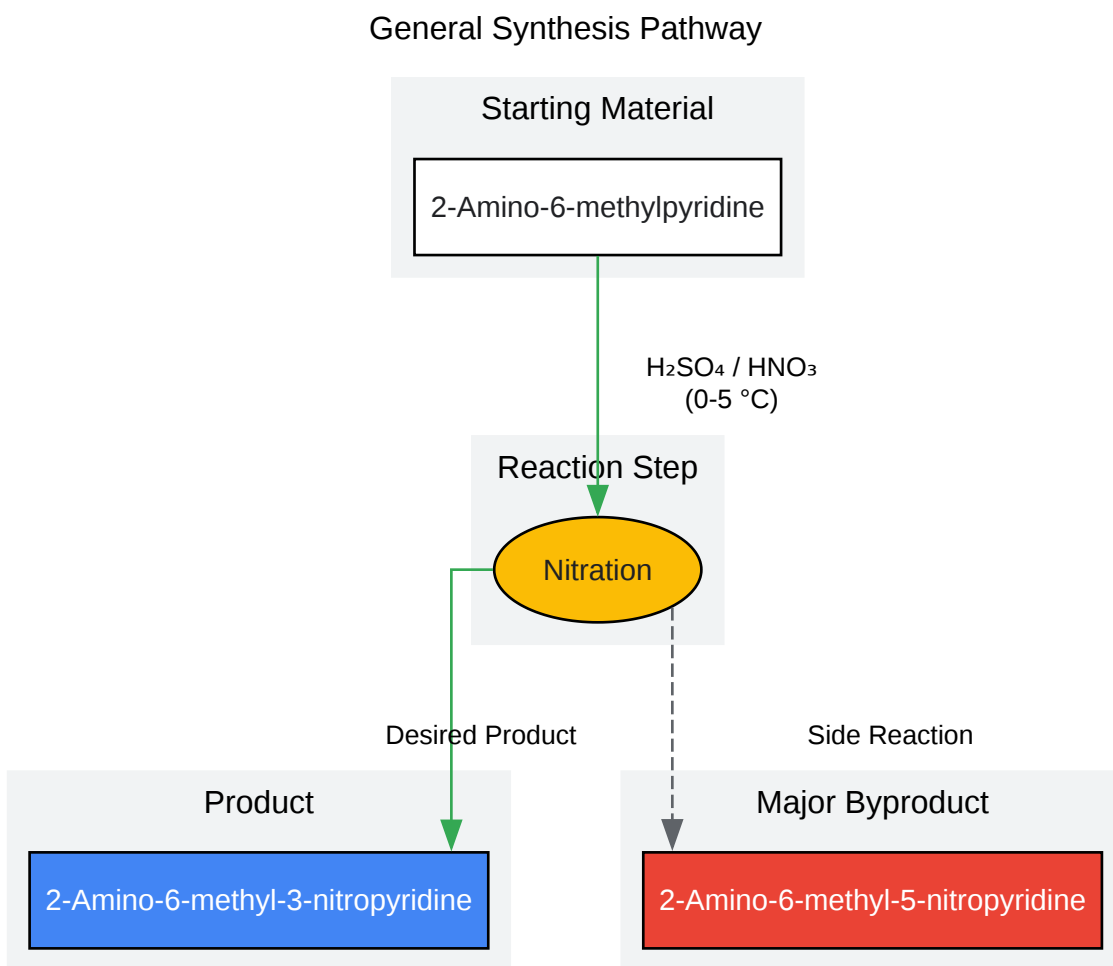 General Synthesis Pathway
Starting Material
2-Amino-6-methylpyridine
H₂SO₄ / HNO₃
(0-5 °C)
Reaction Step
Nitration
Desired Product
Side Reaction
Product
Major Byproduct
2-Amino-6-methyl-3-nitropyridine
2-Amino-6-methyl-5-nitropyridine